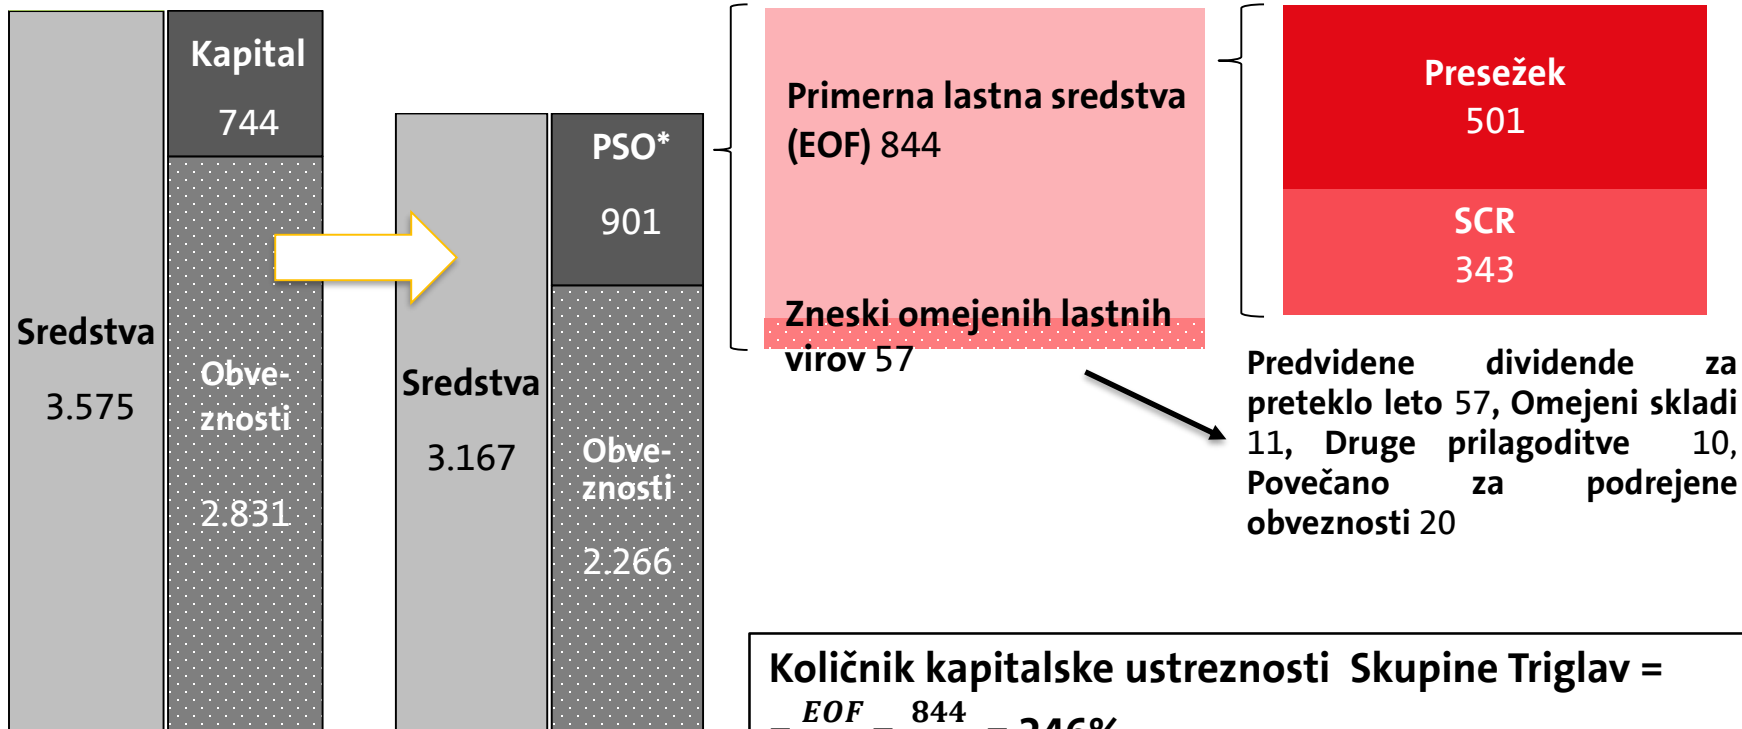 Kapital
744
Sredstva
3.575
Obve-
znosti
2.831
PSO*
901
Sredstva
3.167
Obve-
znosti
2.266
Primerna lastna sredstva
(EOF) 844
Zneski omejenih lastnih
virov 57
Presežek
501
SCR
343
Predvidene dividende za
preteklo leto 57, Omejeni skladi
11, Druge prilagoditve 10,
Povečano za podrejene
obveznosti 20
Količnik kapitalske ustreznosti Skupine Triglav =
= EOF = 844 = 246%